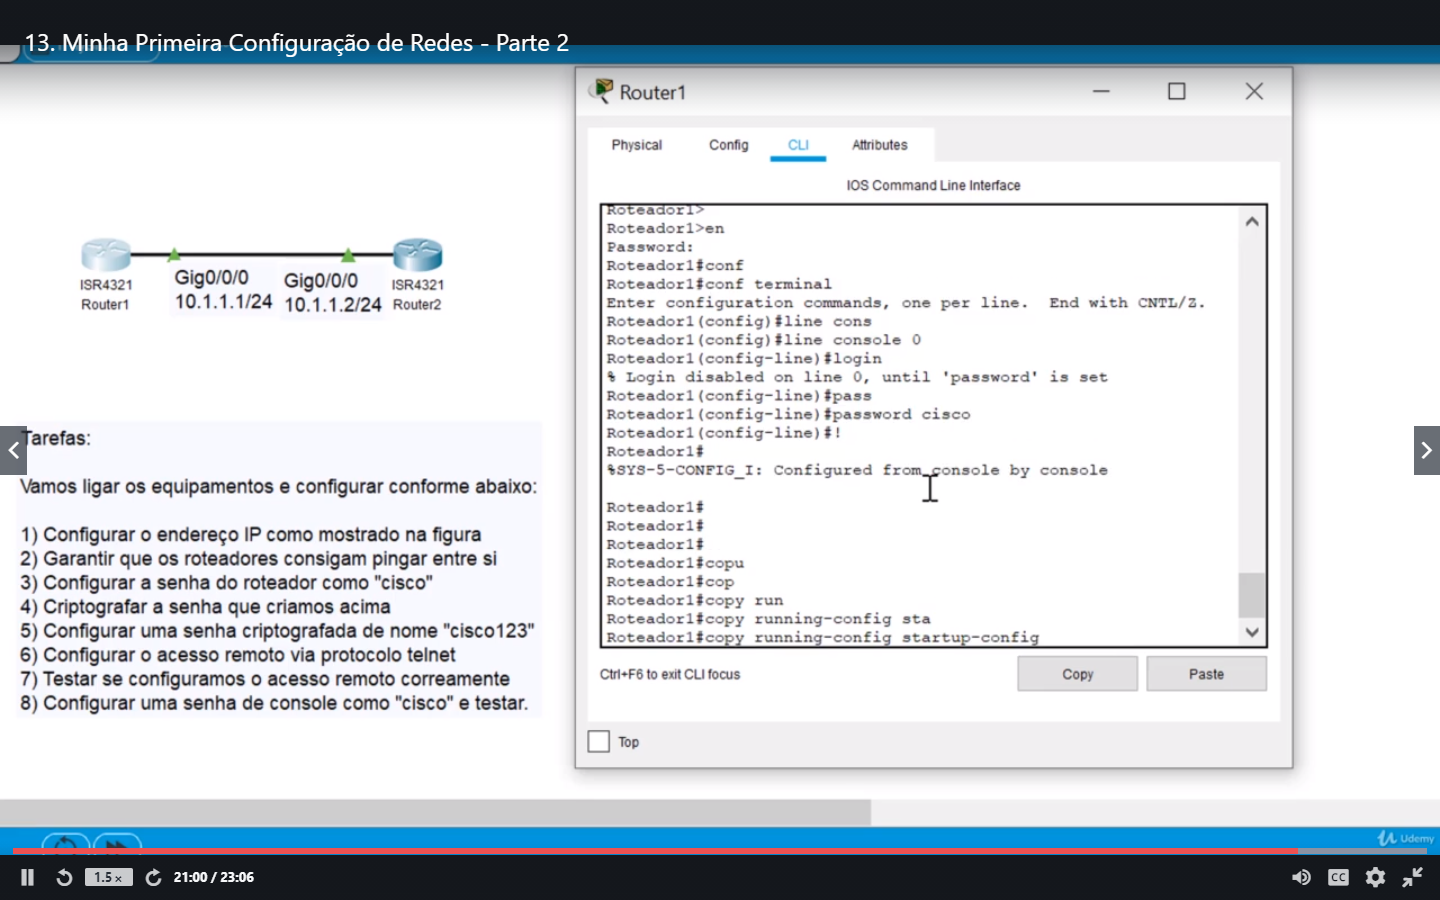 13. Minha Primeira Configuração de Redes - Parte 2
Router1
Physical
Config
CLI
Attributes
IOS Command Line Interface
Roteador1>
Roteador1>en
Password:
Roteador1#conf
Roteador1#conf terminal
Enter configuration commands, one per line.  End with CNTL/Z.
Roteador1(config)#line cons
Roteador1(config)#line console 0
Roteador1(config-line)#login
% Login disabled on line 0, until 'password' is set
Roteador1(config-line)#pass
Roteador1(config-line)#password cisco
Roteador1(config-line)#!
Roteador1#
%SYS-5-CONFIG_I: Configured from console by console
Roteador1#
Roteador1#
Roteador1#
Roteador1#copu
Roteador1#cop
Roteador1#copy run
Roteador1#copy running-config sta
Roteador1#copy running-config startup-config
Ctrl+F6 to exit CLI focus
Copy
Paste
Top
Gig0/0/0
10.1.1.1/24
Gig0/0/0
10.1.1.2/24
ISR4321
Router1
ISR4321
Router2
Tarefas:
Vamos ligar os equipamentos e configurar conforme abaixo:
1) Configurar o endereço IP como mostrado na figura
2) Garantir que os roteadores consigam pingar entre si
3) Configurar a senha do roteador como "cisco"
4) Criptografar a senha que criamos acima
5) Configurar uma senha criptografada de nome "cisco123"
6) Configurar o acesso remoto via protocolo telnet
7) Testar se configuramos o acesso remoto correamente
8) Configurar uma senha de console como "cisco" e testar.
Udemy
1.5 x
21:00 / 23:06
CC